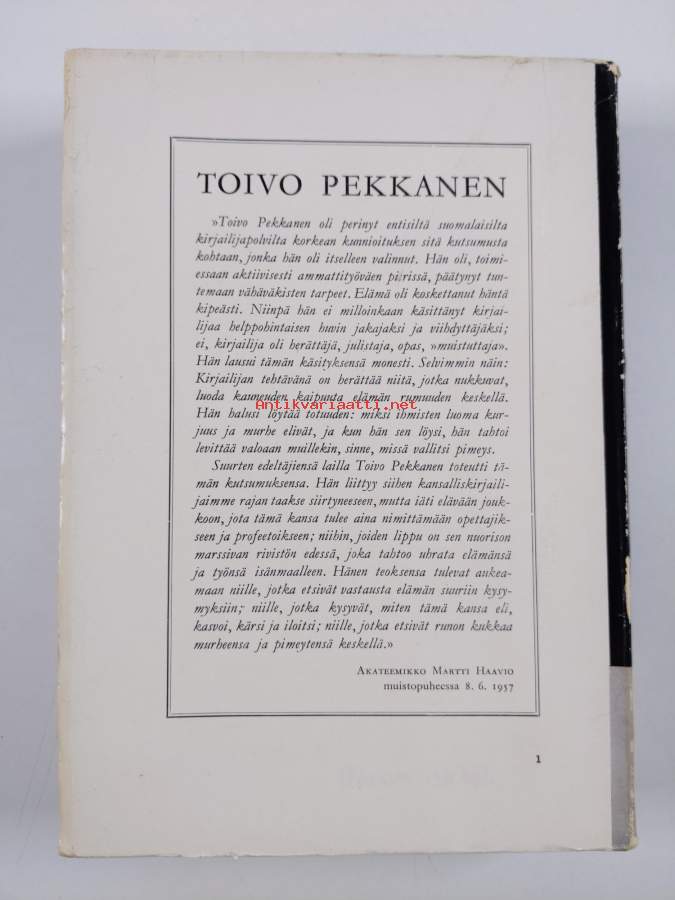 TOIVO PEKKANEN
»Toivo Pekkanen oli perinyt entisiltä suomalaisilta
kirjailijapolvilta korkean kunnioituksen sitä kutsumusta
kohtaan, jonka hän oli itselleen valinnut. Hän oli, toimi-
essaan aktiivisesti ammattityöväen piirissä, päätynyt tun-
temaan vähäväkisten tarpeet. Elämä oli koskettanut häntä
kipeästi. Niinpä hän ei milloinkaan käsittänyt kirjai-
lijaa helppohintaisen huvin jakajaksi ja viihdyttäjäksi;
ei, kirjailija oli herättäjä, julistaja, opas, »muistuttaja».
Hän lausui tämän käsityksensä monesti. Selvimmin näin:
Kirjailijan tehtävänä on herättää niitä, jotka nukkuvat,
luoda kauneuden kaipuuta elämän rumuuden keskellä.
Antikvariaatti.net
Hän halusi löytää totuuden: miksi ihmisten luoma kur-
juus ja murhe elivät, ja kun hän sen löysi, hän tahtoi
levittää valoaan muillekin, sinne, missä vallitsi pimeys.
Suurten edeltäjiensä lailla Toivo Pekkanen toteutti tä-
män kutsumuksensa. Hän liittyy siihen kansalliskirjaili-
jaimme rajan taakse siirtyneeseen, mutta iäti elävään jouk-
koon, jota tämä kansa tulee aina nimittämään opettajik-
seen ja profeetoikseen; niihin, joiden lippu on sen nuorison
marssivan rivistön edessä, joka tahtoo uhrata elämänsä
ja työnsä isänmaalleen. Hänen teoksensa tulevat aukea-
maan niille, jotka etsivät vastausta elämän suuriin kysy-
myksiin; niille, jotka kysyvät, miten tämä kansa eli,
kasvoi, kärsi ja iloitsi; niille, jotka etsivät runon kukkaa
murheensa ja pimeytensä keskellä.»
Akateemikko Martti Haavio
muistopuheessa 8. 6. 1957
1